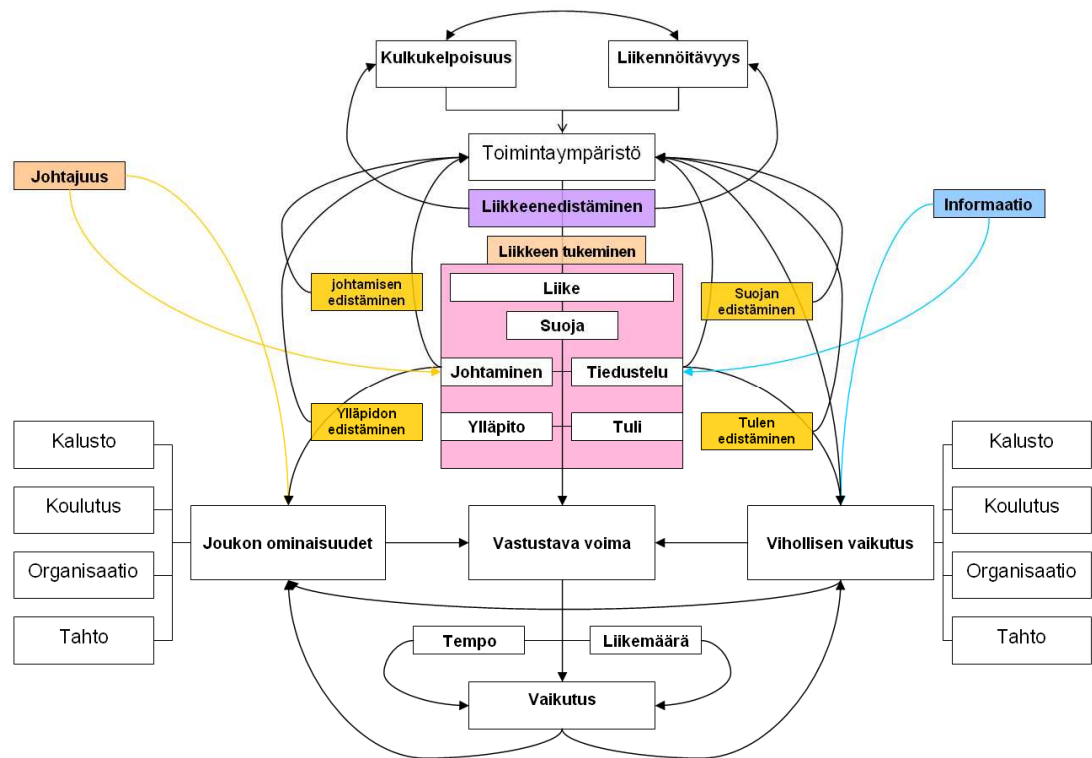 Kulkukelpoisuus
Liikennöitävyys
Toimintaympäristö
Johtajuus
Liikkeenedistäminen
Informaatio
Liikkeen tukeminen
johtamisen
edistäminen
Liike
Suojan
edistäminen
Suoja
Johtaminen
Tiedustelu
Ylläpidon
edistäminen
Ylläpito
Tuli
Tulen
edistäminen
Kalusto
Koulutus
Organisaatio
Tahto
Joukon ominaisuudet
Vastustava voima
Vihollisen vaikutus
Kalusto
Koulutus
Organisaatio
Tahto
Tempo
Liikemäärä
Vaikutus